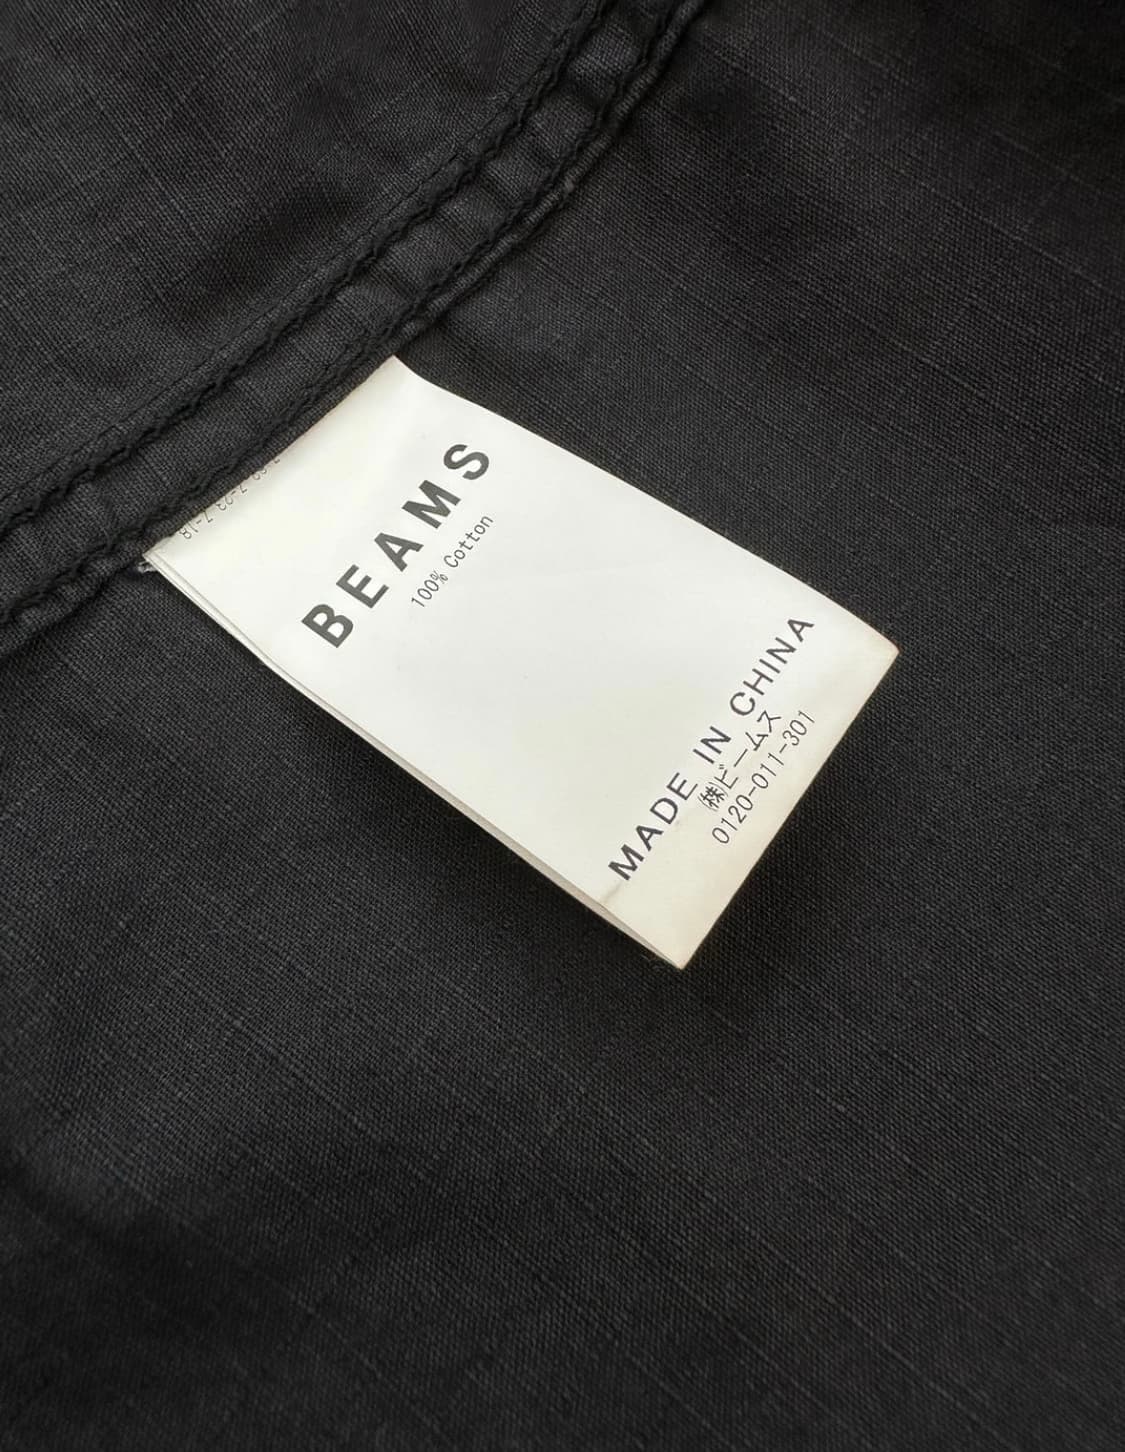 BEAMS
100% Cotton
MADE IN CHINA
㈱ビームス
0120-011-301